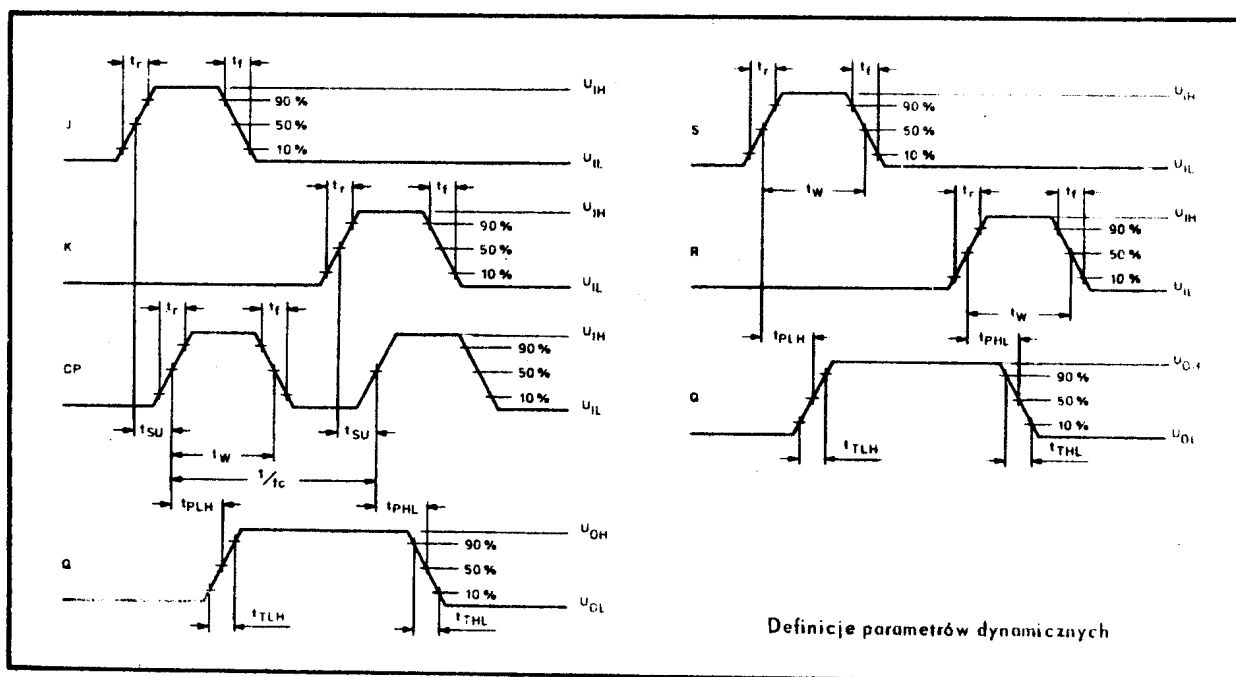 tr tf UIH
90 %
J 50 %
10 %
UIL
tr tf UIH
90 %
K 50 %
10 %
UIL
tr tf UIH
90 %
CP 50 %
10 %
UIL
tSU tSU
tW
1/fc
tPLH tPHL
UOH
90 %
Q 50 %
10 %
UOL
tTLH tTHL
tr tf UIH
90 %
S 50 %
10 %
UIL
tW
tr tf UIH
90 %
R 50 %
10 %
UIL
tW
tPLH tPHL
UOH
90 %
Q 50 %
10 %
UOL
tTLH tTHL
Definicje parametrów dynamicznych